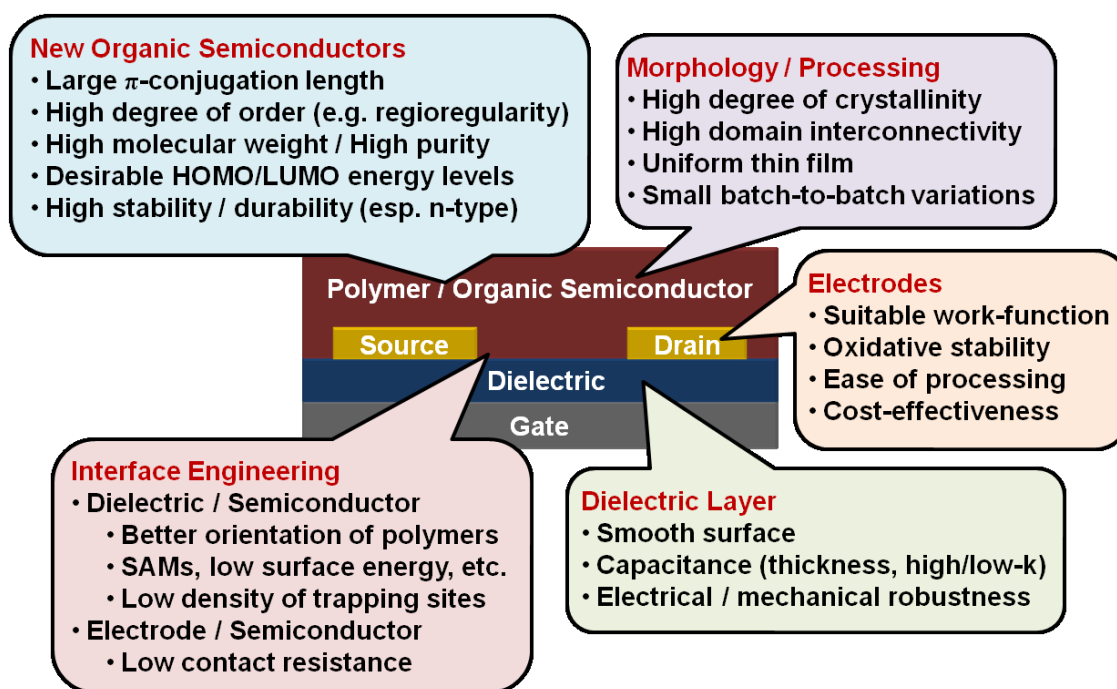 New Organic Semiconductors
• Large π-conjugation length
• High degree of order (e.g. regioregularity)
• High molecular weight / High purity
• Desirable HOMO/LUMO energy levels
• High stability / durability (esp. n-type)
Morphology / Processing
• High degree of crystallinity
• High domain interconnectivity
• Uniform thin film
• Small batch-to-batch variations
Polymer / Organic Semiconductor
Source
Drain
Dielectric
Gate
Electrodes
• Suitable work-function
• Oxidative stability
• Ease of processing
• Cost-effectiveness
Interface Engineering
• Dielectric / Semiconductor
• Better orientation of polymers
• SAMs, low surface energy, etc.
• Low density of trapping sites
• Electrode / Semiconductor
• Low contact resistance
Dielectric Layer
• Smooth surface
• Capacitance (thickness, high/low-k)
• Electrical / mechanical robustness